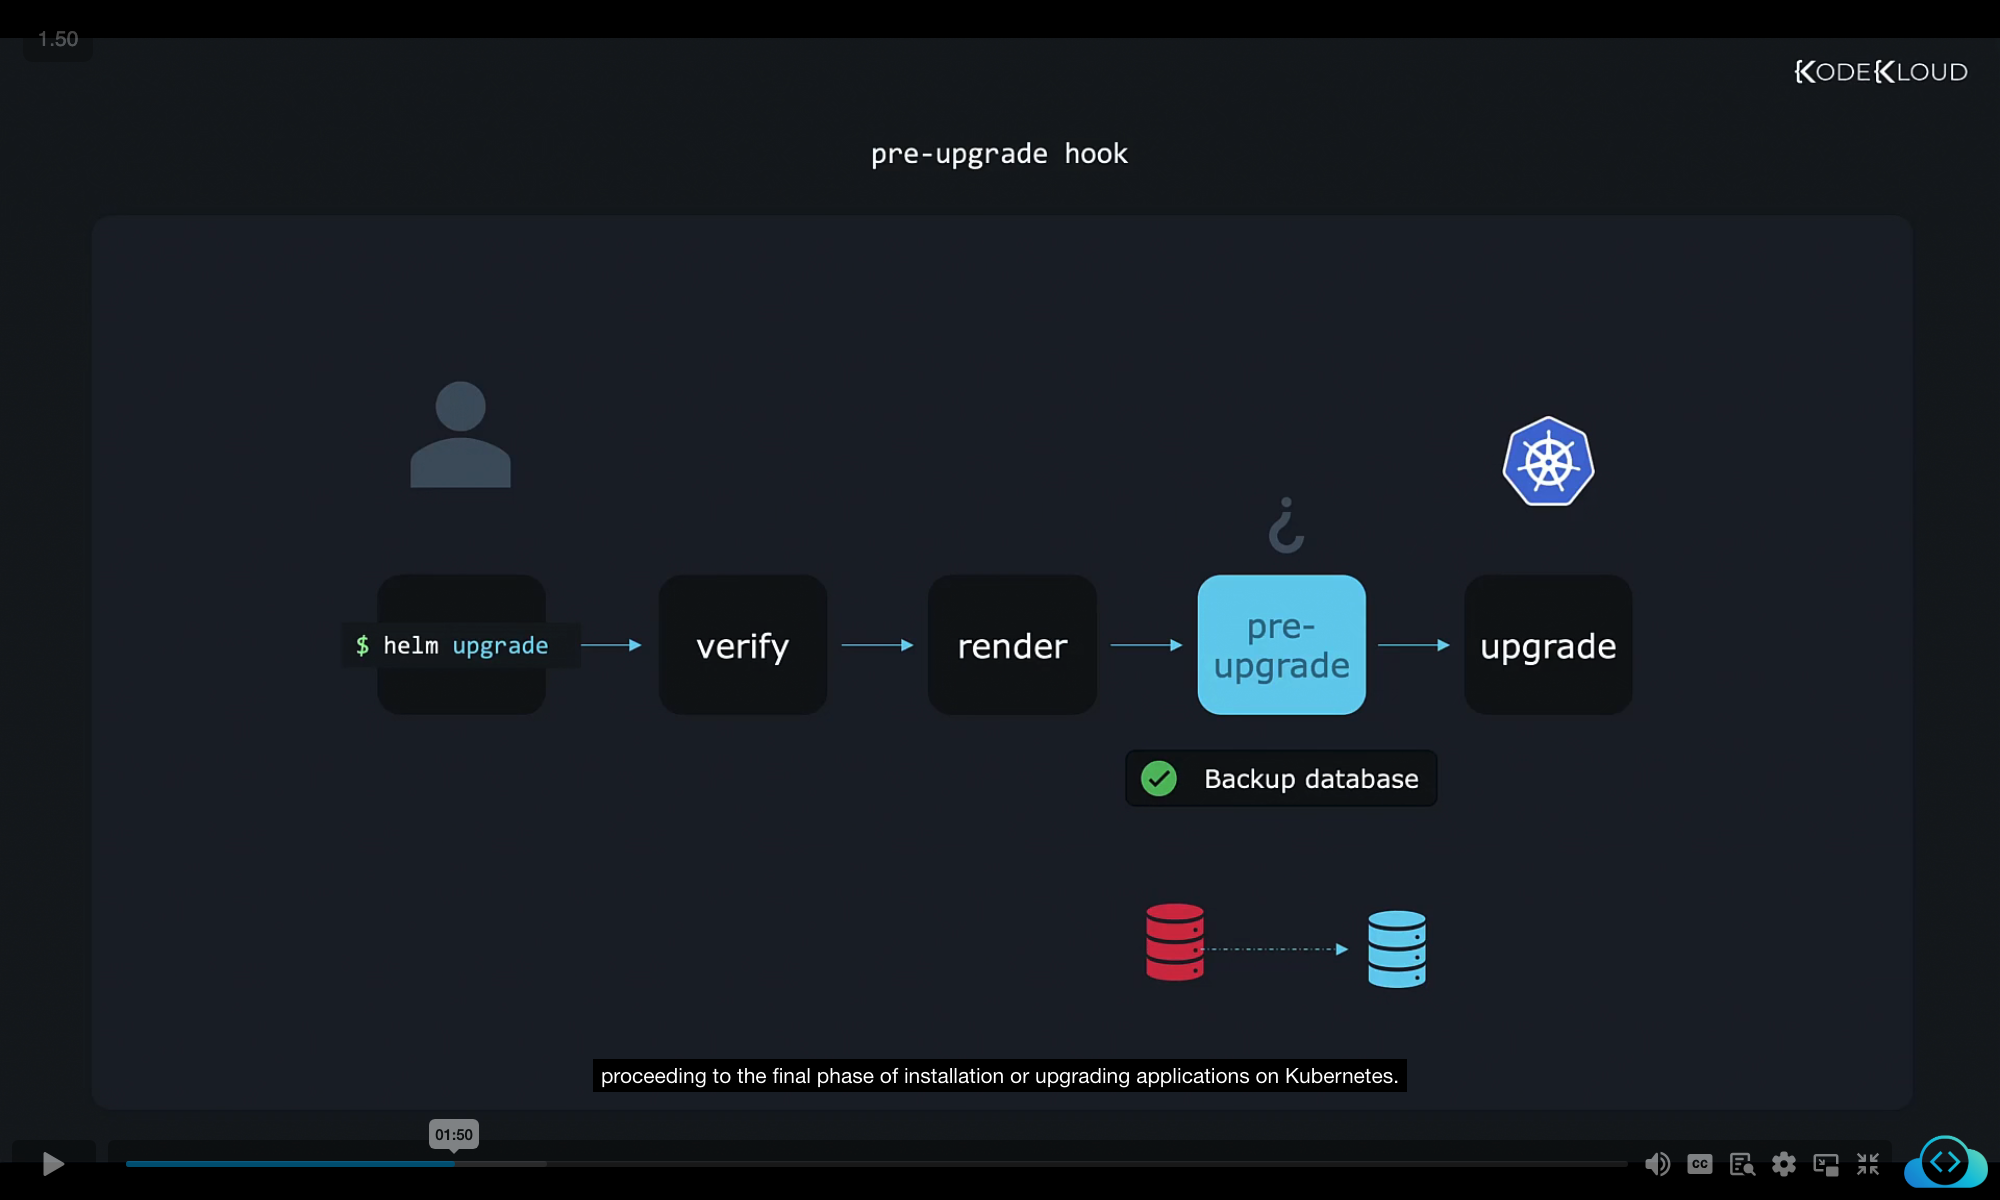 1.50
KODEKLOUD
pre-upgrade hook
$ helm upgrade
verify
render
pre-
upgrade
upgrade
Backup database
proceeding to the final phase of installation or upgrading applications on Kubernetes.
01:50
CC